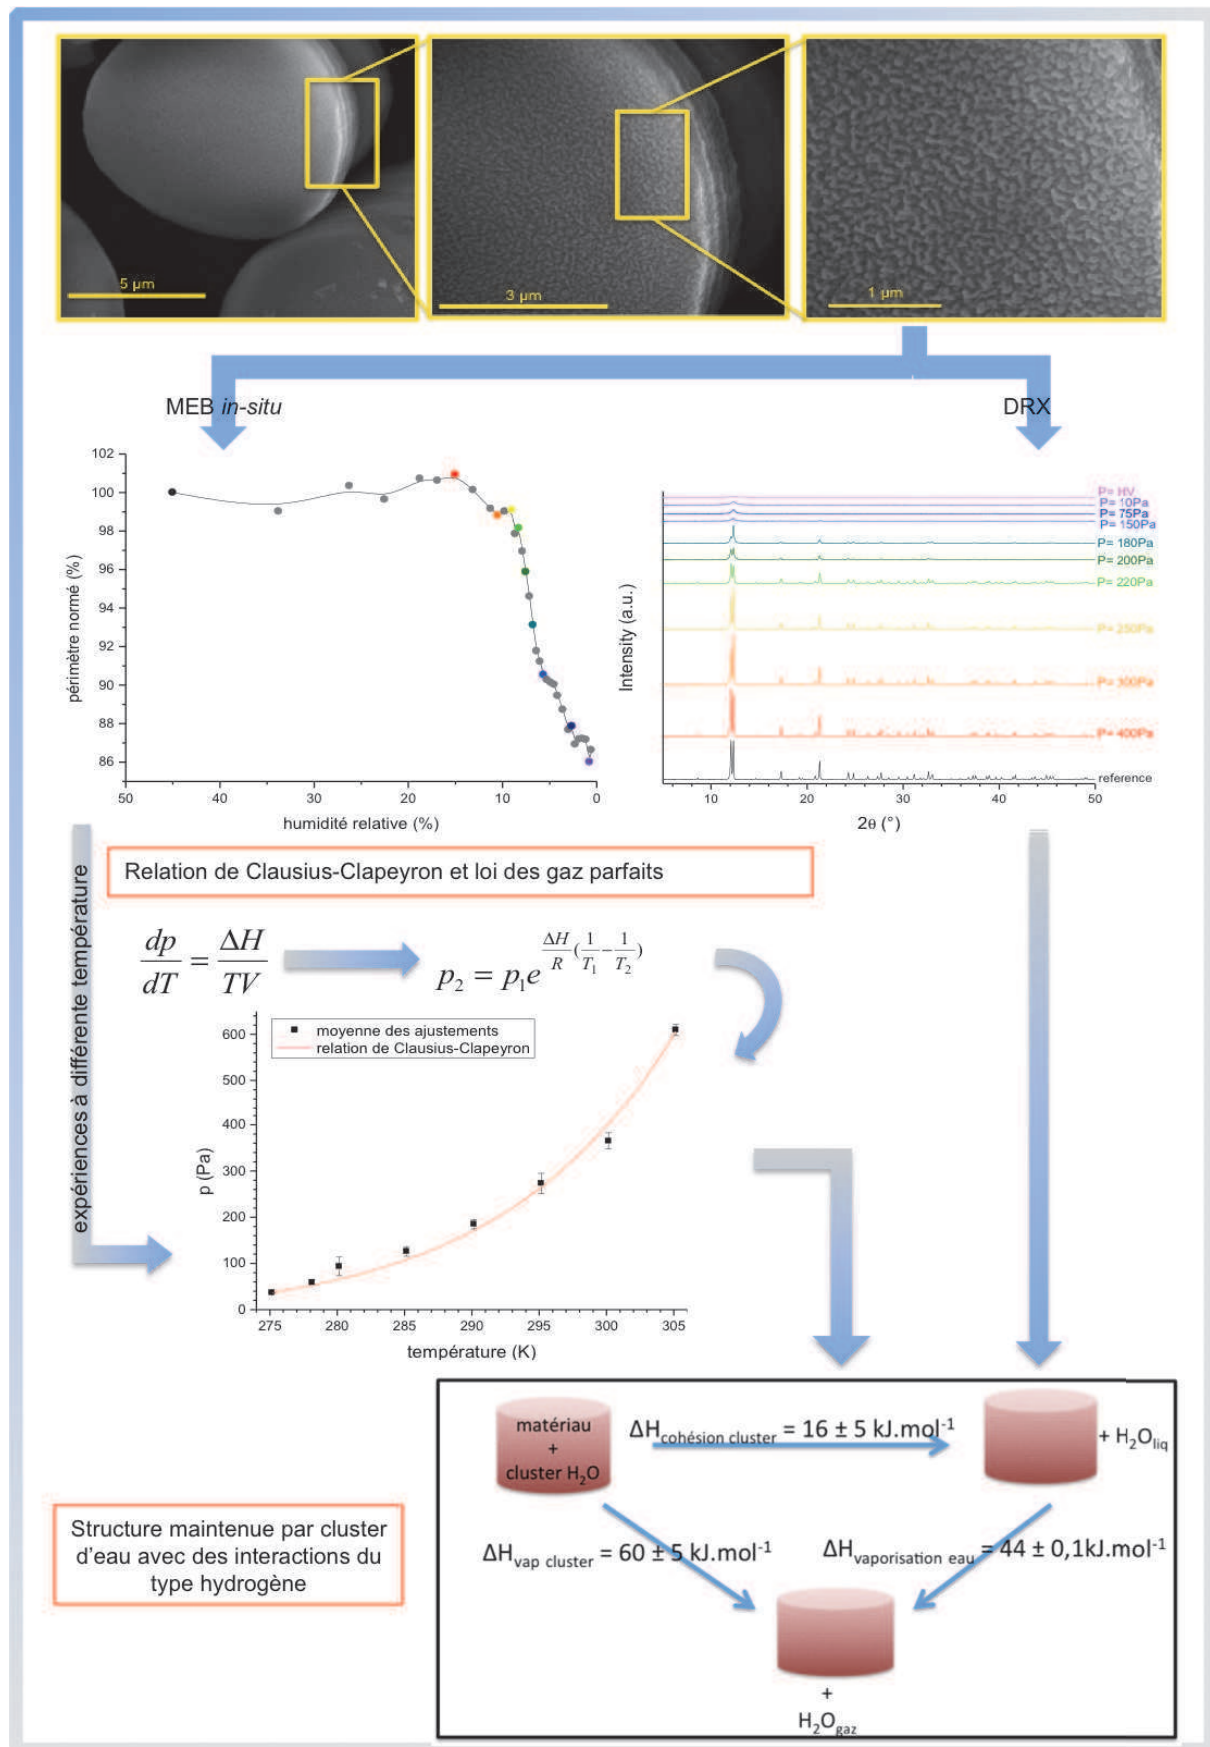 5 µm
3 µm
1 µm
MEB in-situ
DRX
102
100
98
96
94
92
90
88
86
périmètre normé (%)
50
40
30
20
10
0
humidité relative (%)
Intensity (a.u.)
P= HV
P= 10Pa
P= 75Pa
P= 150Pa
P= 180Pa
P= 200Pa
P= 220Pa
P= 250Pa
P= 300Pa
P= 400Pa
reference
10
20
30
40
50
2θ (°)
expériences à différente température
Relation de Clausius-Clapeyron et loi des gaz parfaits
dp/dT = ΔH/TV
p₂ = p₁e^{ΔH/R(1/T₁ − 1/T₂)}
moyenne des ajustements
relation de Clausius-Clapeyron
600
500
400
300
200
100
0
p (Pa)
275
280
285
290
295
300
305
température (K)
matériau
+
cluster H₂O
ΔH cohésion cluster = 16 ± 5 kJ.mol⁻¹
+ H₂O liq
ΔH vap cluster = 60 ± 5 kJ.mol⁻¹
ΔH vaporisation eau = 44 ± 0,1kJ.mol⁻¹
+
H₂O gaz
Structure maintenue par cluster
d'eau avec des interactions du
type hydrogène